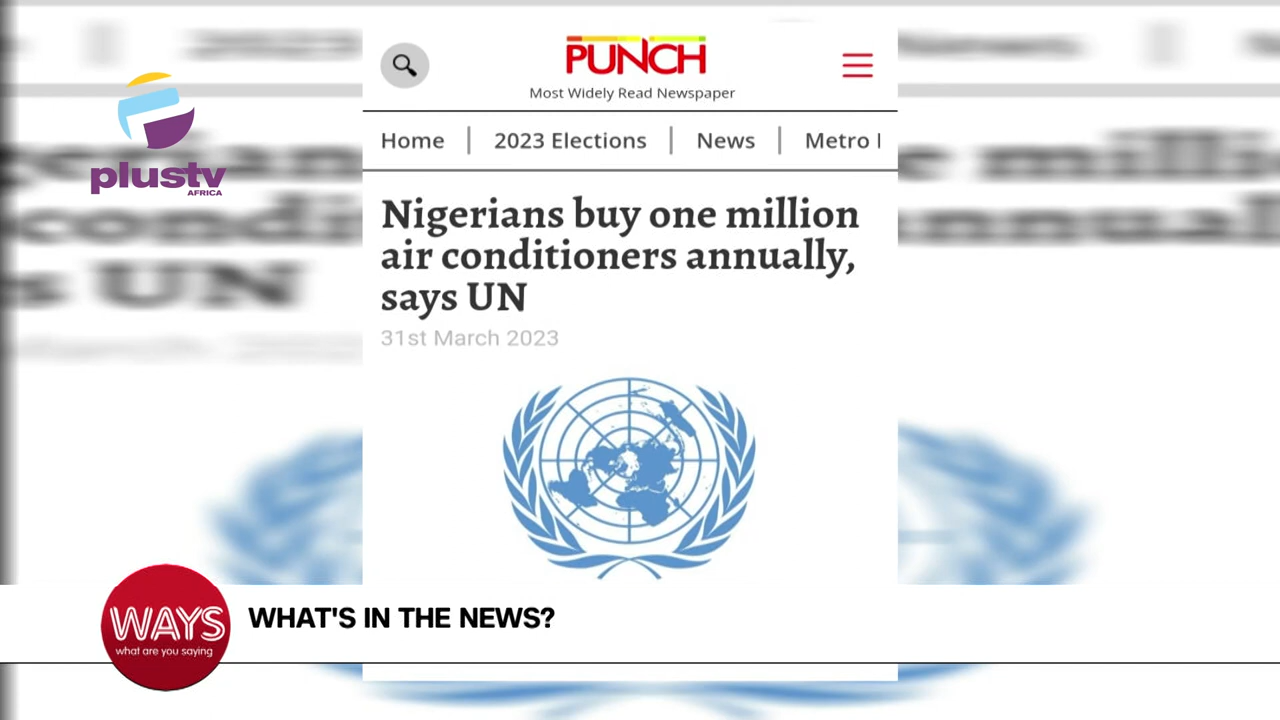 PUNCH
Most Widely Read Newspaper
Home | 2023 Elections | News | Metro
Nigerians buy one million
air conditioners annually,
says UN
31st March 2023
plustv
AFRICA
WAYS
what are you saying
WHAT'S IN THE NEWS?